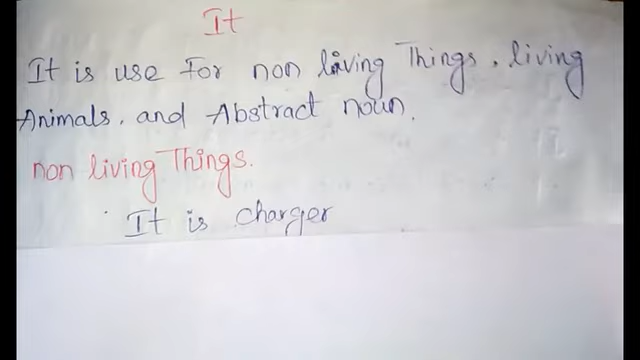 It
It is use For non living Things, living
Animals, and Abstract noun.
non living Things.
It is charger